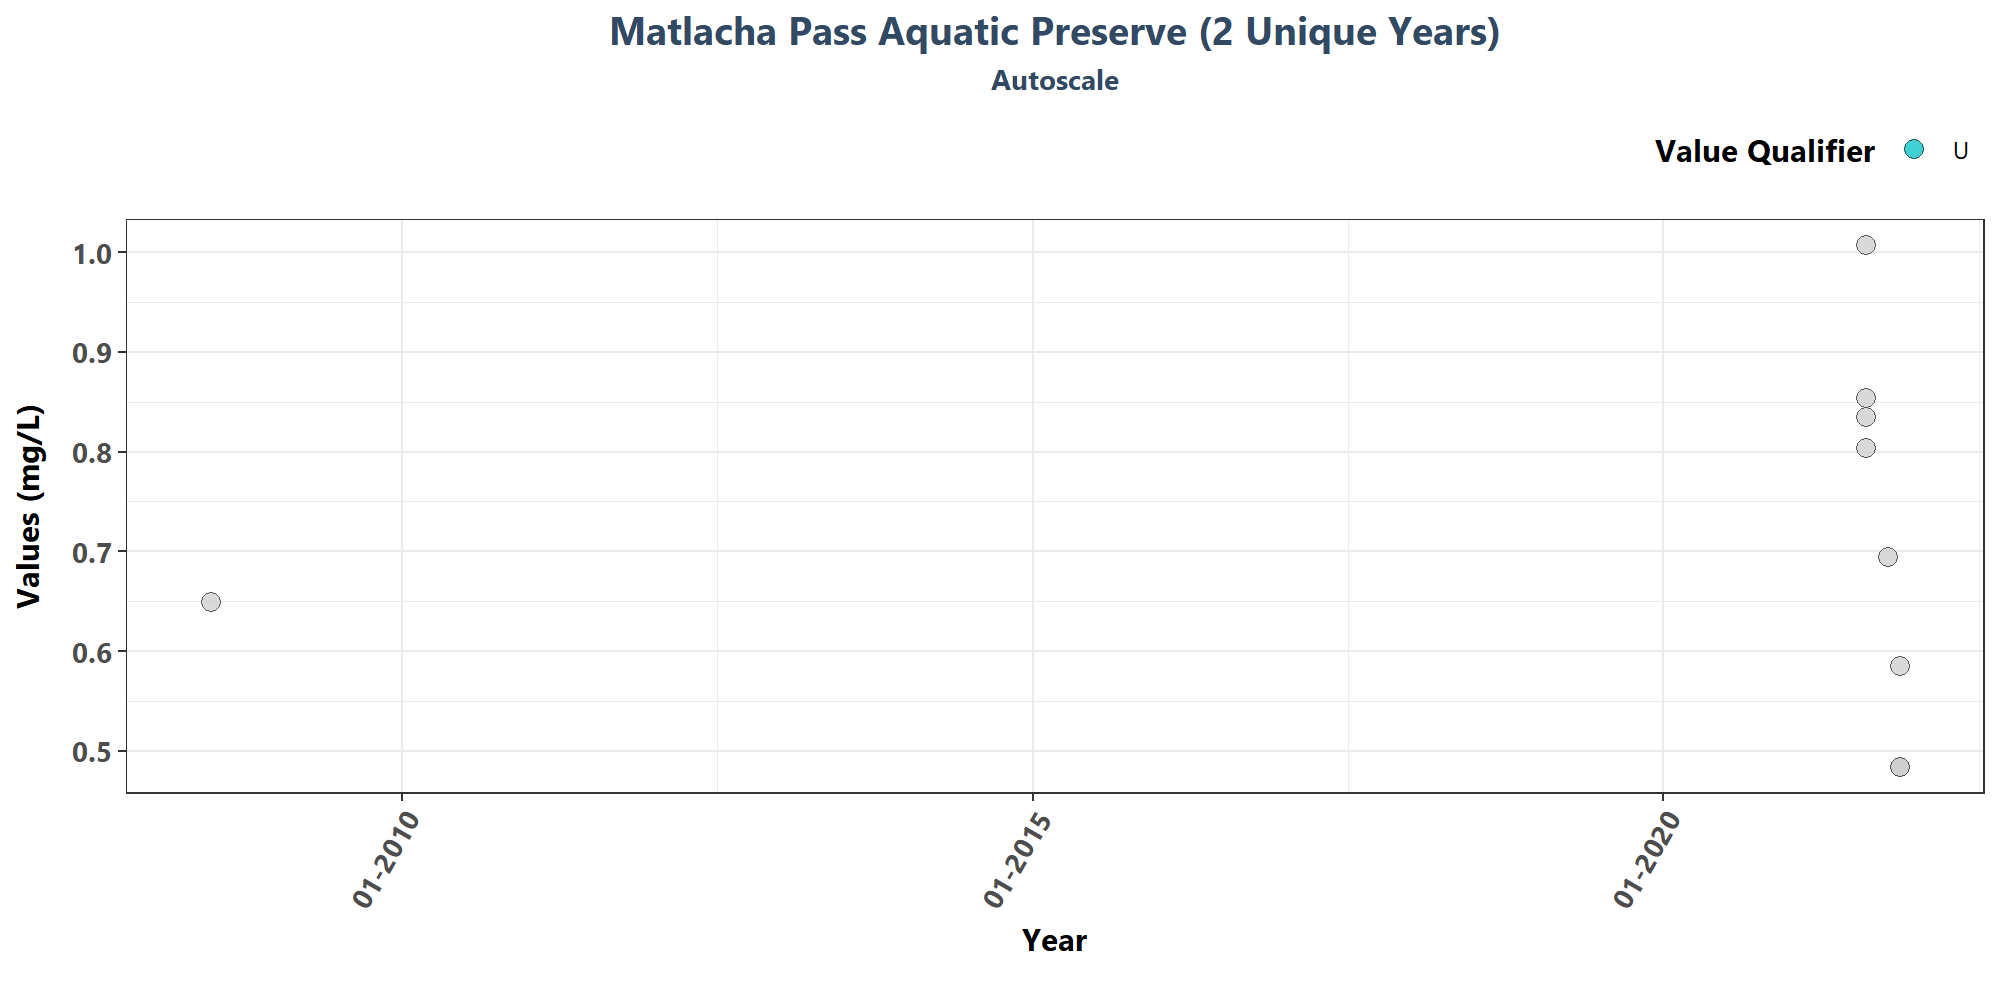 Matlacha Pass Aquatic Preserve (2 Unique Years)
Autoscale
Value Qualifier U
1.0
0.9
0.8
0.7
0.6
0.5
Values (mg/L)
01-2010
01-2015
01-2020
Year